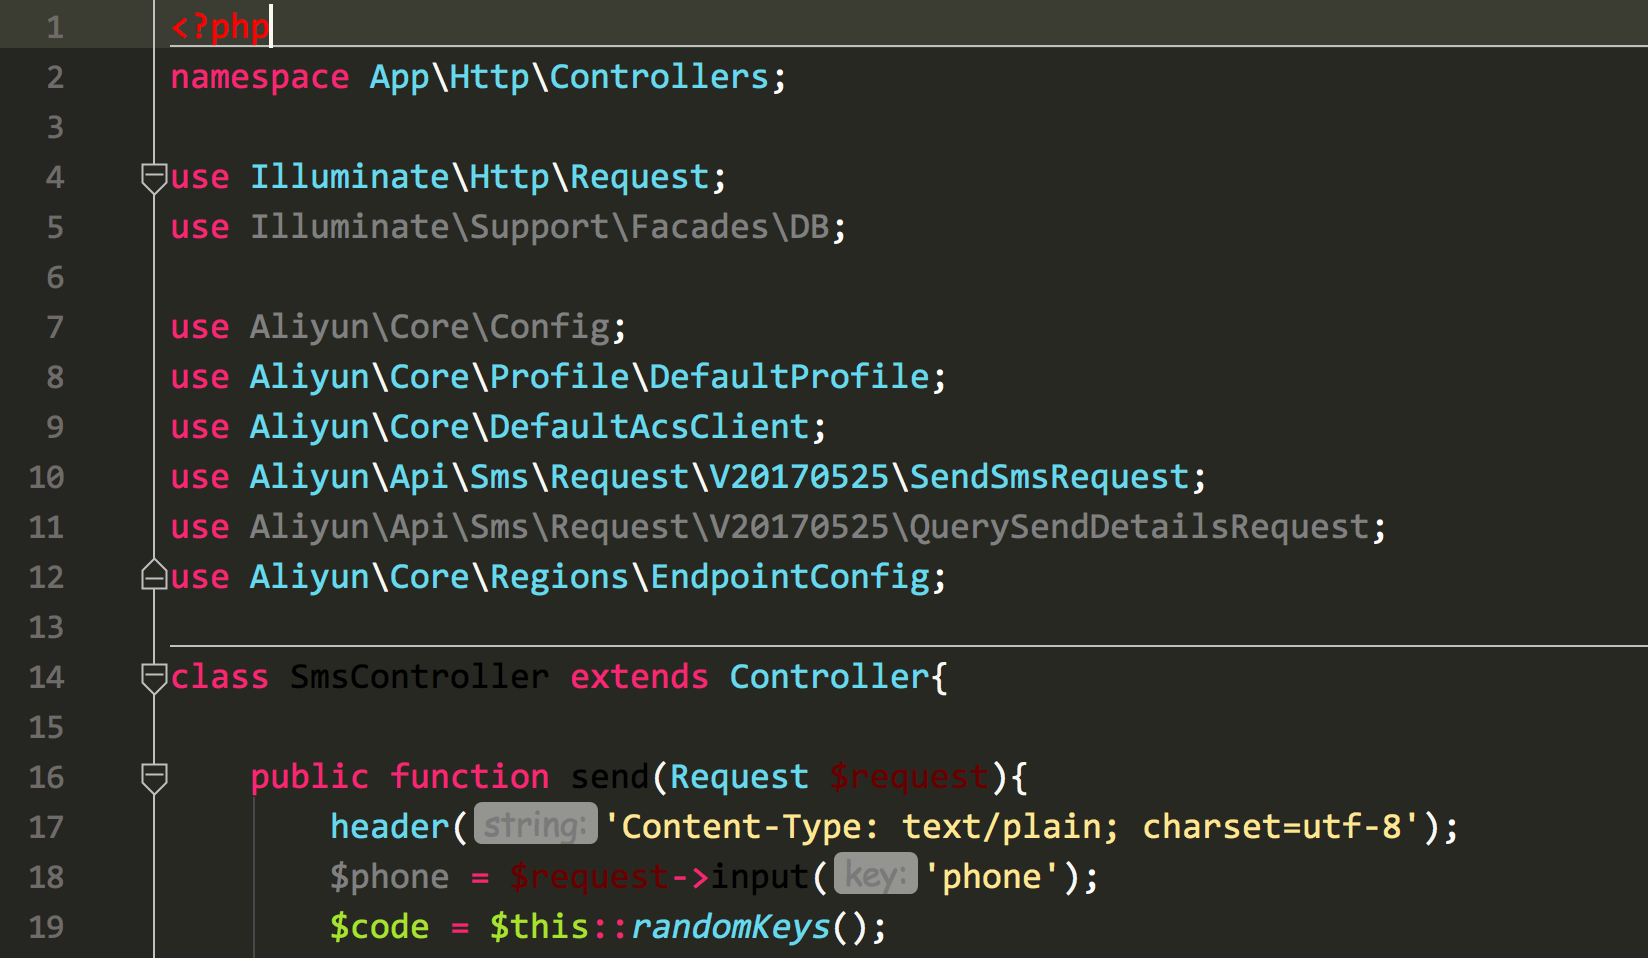 1 <?php
2 namespace App\Http\Controllers;
3
4 use Illuminate\Http\Request;
5 use Illuminate\Support\Facades\DB;
6
7 use Aliyun\Core\Config;
8 use Aliyun\Core\Profile\DefaultProfile;
9 use Aliyun\Core\DefaultAcsClient;
10 use Aliyun\Api\Sms\Request\V20170525\SendSmsRequest;
11 use Aliyun\Api\Sms\Request\V20170525\QuerySendDetailsRequest;
12 use Aliyun\Core\Regions\EndpointConfig;
13
14 class SmsController extends Controller{
15
16 public function send(Request $request){
17 header( string: 'Content-Type: text/plain; charset=utf-8');
18 $phone = $request->input( key: 'phone');
19 $code = $this::randomKeys();